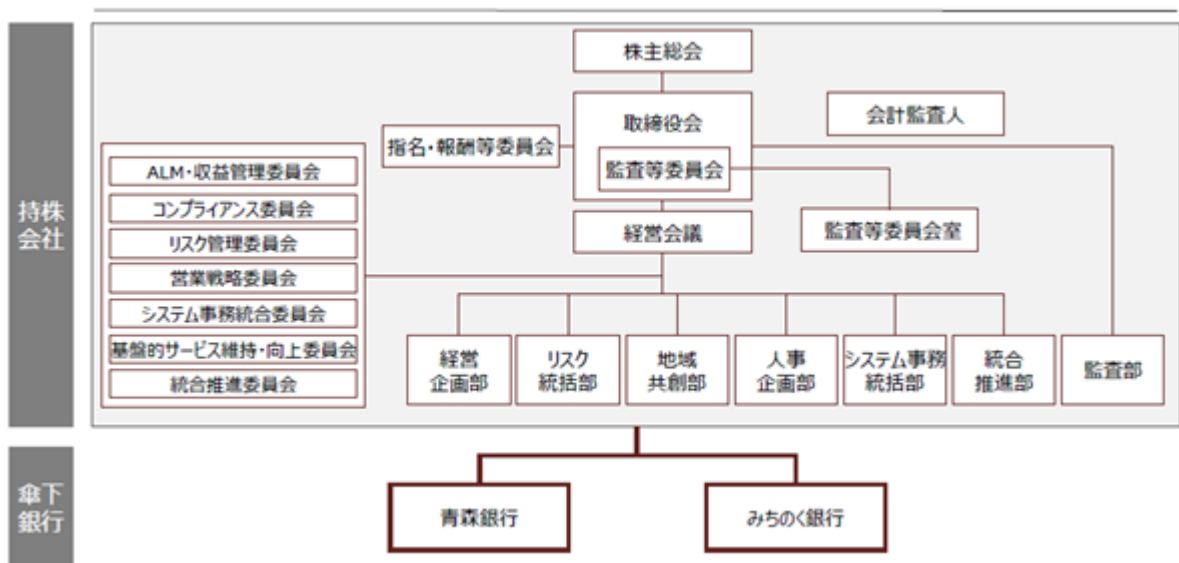 持株
会社
株主総会
取締役会
監査等委員会
指名・報酬等委員会
会計監査人
監査等委員会室
経営会議
ALM・収益管理委員会
コンプライアンス委員会
リスク管理委員会
営業戦略委員会
システム事務統合委員会
基盤的サービス維持・向上委員会
統合推進委員会
経営
企画部
リスク
統括部
地域
共創部
人事
企画部
システム事務
統括部
統合
推進部
監査部
傘下
銀行
青森銀行
みちのく銀行